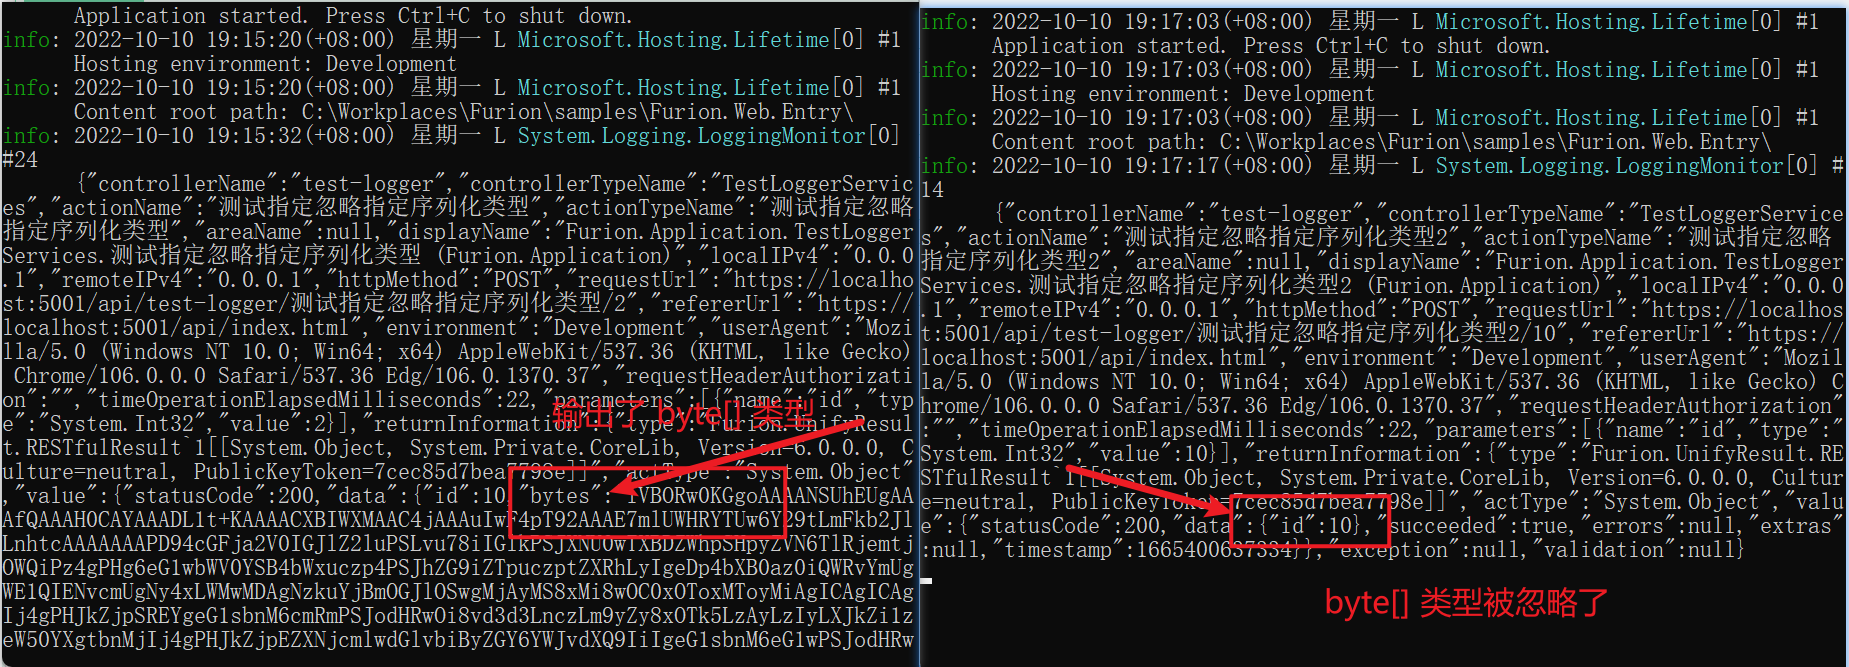 Application started. Press Ctrl+C to shut down.
info: 2022-10-10 19:15:20(+08:00) 星期一 L Microsoft.Hosting.Lifetime[0] #1
Hosting environment: Development
info: 2022-10-10 19:15:20(+08:00) 星期一 L Microsoft.Hosting.Lifetime[0] #1
Content root path: C:\Workplaces\Furion\samples\Furion.Web.Entry\
info: 2022-10-10 19:15:32(+08:00) 星期一 L System.Logging.LoggingMonitor[0]
#24
{"controllerName":"test-logger","controllerTypeName":"TestLoggerServic
es","actionName":"测试指定忽略指定序列化类型","actionTypeName":"测试指定忽略
指定序列化类型","areaName":null,"displayName":"Furion.Application.TestLogger
Services.测试指定忽略指定序列化类型 (Furion.Application)","localIPv4":"0.0.0
.1","remoteIPv4":"0.0.0.1","httpMethod":"POST","requestUrl":"https://localho
st:5001/api/test-logger/测试指定忽略指定序列化类型/2","refererUrl":"https://
localhost:5001/api/index.html","environment":"Development","userAgent":"Mozi
lla/5.0 (Windows NT 10.0; Win64; x64) AppleWebKit/537.36 (KHTML, like Gecko)
Chrome/106.0.0.0 Safari/537.36 Edg/106.0.1370.37","requestHeaderAuthorizati
on":"","timeOperationElapsedMilliseconds":22,"parameters":[{"name":"id","typ
e":"System.Int32","value":2}],"returnInformation":{"type":"Furion.UnifyResul
t.RESTfulResult`1[[System.Object, System.Private.CoreLib, Version=6.0.0.0, C
ulture=neutral, PublicKeyToken=7cec85d7bea7798e]]","actType":"System.Object"
,"value":{"statusCode":200,"data":{"id":10,"bytes":
输出了 byte[] 类型
info: 2022-10-10 19:17:03(+08:00) 星期一 L Microsoft.Hosting.Lifetime[0] #1
Application started. Press Ctrl+C to shut down.
info: 2022-10-10 19:17:03(+08:00) 星期一 L Microsoft.Hosting.Lifetime[0] #1
Hosting environment: Development
info: 2022-10-10 19:17:03(+08:00) 星期一 L Microsoft.Hosting.Lifetime[0] #1
Content root path: C:\Workplaces\Furion\samples\Furion.Web.Entry\
info: 2022-10-10 19:17:17(+08:00) 星期一 L System.Logging.LoggingMonitor[0] #
14
{"controllerName":"test-logger","controllerTypeName":"TestLoggerService
s","actionName":"测试指定忽略指定序列化类型2","actionTypeName":"测试指定忽略
指定序列化类型2","areaName":null,"displayName":"Furion.Application.TestLogger
Services.测试指定忽略指定序列化类型2 (Furion.Application)","localIPv4":"0.0.0
.1","remoteIPv4":"0.0.0.1","httpMethod":"POST","requestUrl":"https://localhos
t:5001/api/test-logger/测试指定忽略指定序列化类型2/10","refererUrl":"https://
localhost:5001/api/index.html","environment":"Development","userAgent":"Mozil
la/5.0 (Windows NT 10.0; Win64; x64) AppleWebKit/537.36 (KHTML, like Gecko) C
hrome/106.0.0.0 Safari/537.36 Edg/106.0.1370.37","requestHeaderAuthorization"
:"","timeOperationElapsedMilliseconds":22,"parameters":[{"name":"id","type":"
System.Int32","value":10}],"returnInformation":{"type":"Furion.UnifyResult.RE
STfulResult`1[[System.Object, System.Private.CoreLib, Version=6.0.0.0, Cultur
e=neutral, PublicKeyToken=7cec85d7bea7798e]]","actType":"System.Object","valu
e":{"statusCode":200,"data":{"id":10},"succeeded":true,"errors":null,"extras"
:null,"timestamp":1665400637334}},"exception":null,"validation":null}
byte[] 类型被忽略了